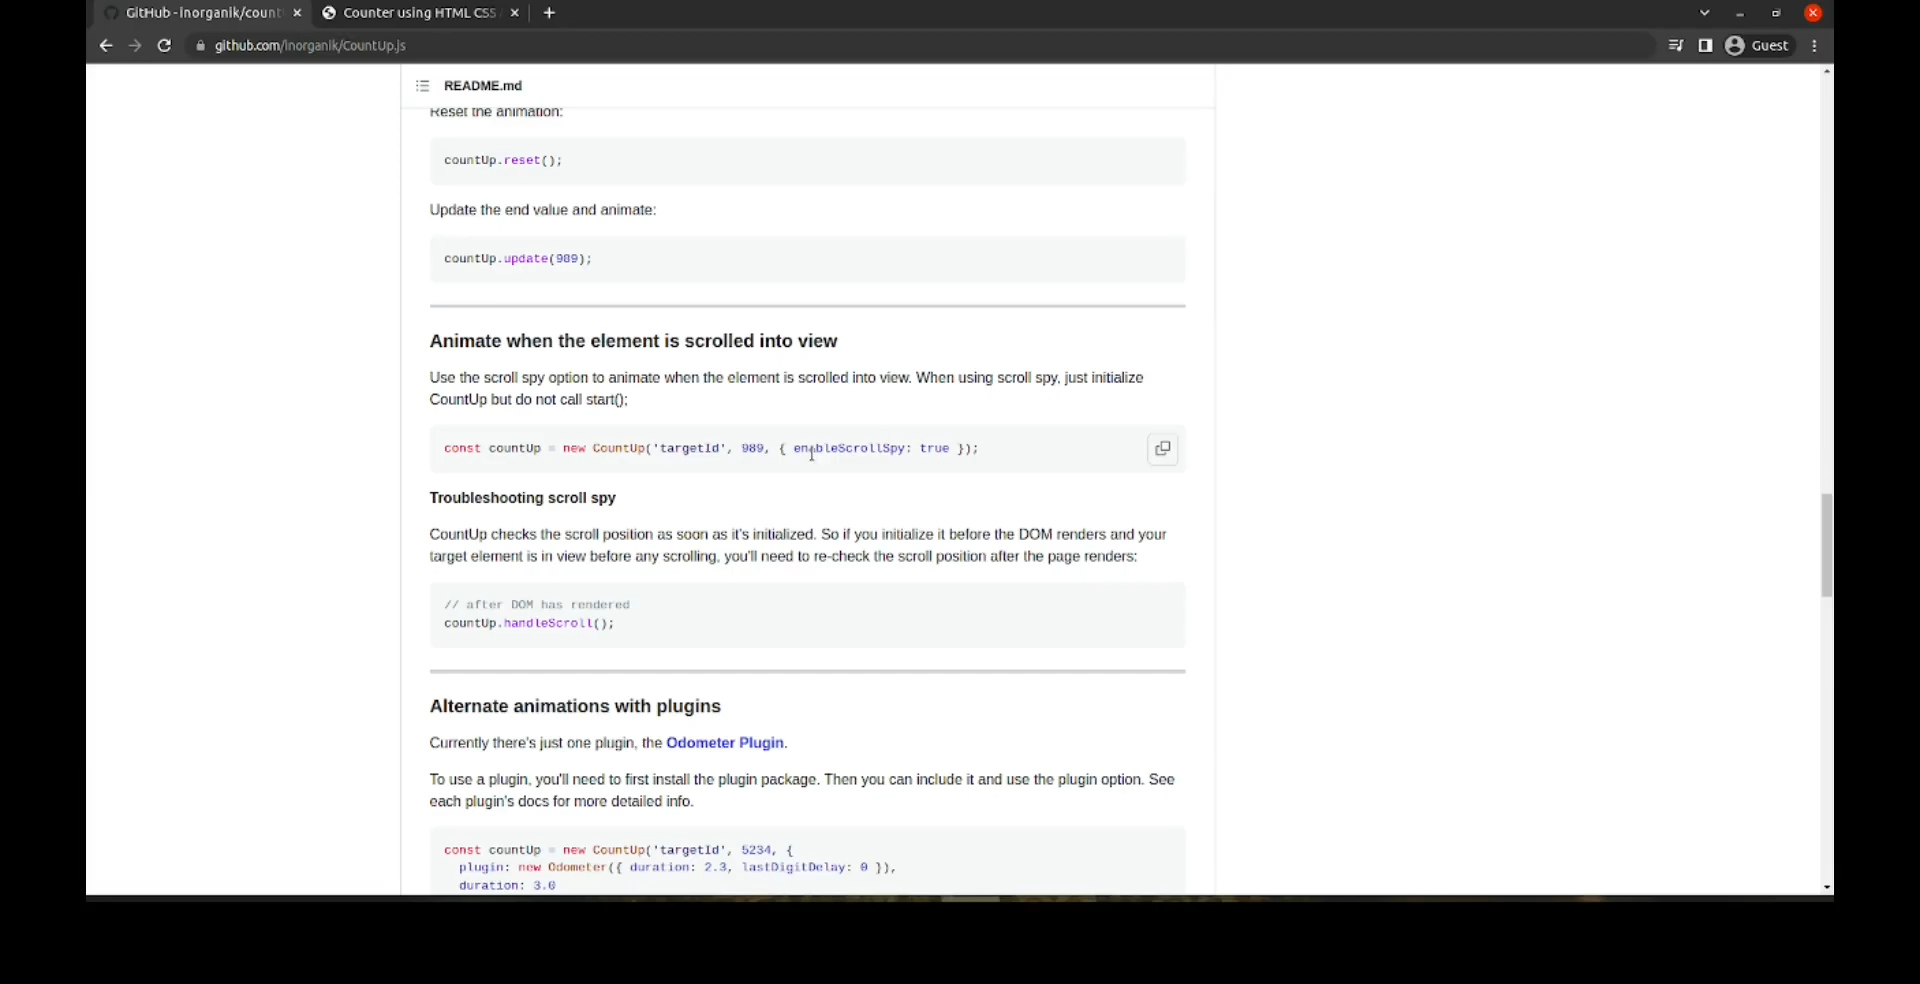 GitHub - inorganik/count
Counter using HTML CSS
github.com/inorganik/CountUp.js
Guest
README.md
Reset the animation:
countUp.reset();
Update the end value and animate:
countUp.update(989);
Animate when the element is scrolled into view
Use the scroll spy option to animate when the element is scrolled into view. When using scroll spy, just initialize
CountUp but do not call start();
const countUp = new CountUp('targetId', 989, { enableScrollSpy: true });
Troubleshooting scroll spy
CountUp checks the scroll position as soon as it's initialized. So if you initialize it before the DOM renders and your
target element is in view before any scrolling, you'll need to re-check the scroll position after the page renders:
// after DOM has rendered
countUp.handleScroll();
Alternate animations with plugins
Currently there's just one plugin, the Odometer Plugin.
To use a plugin, you'll need to first install the plugin package. Then you can include it and use the plugin option. See
each plugin's docs for more detailed info.
const countUp = new CountUp('targetId', 5234, {
plugin: new Odometer({ duration: 2.3, lastDigitDelay: 0 }),
duration: 3.0